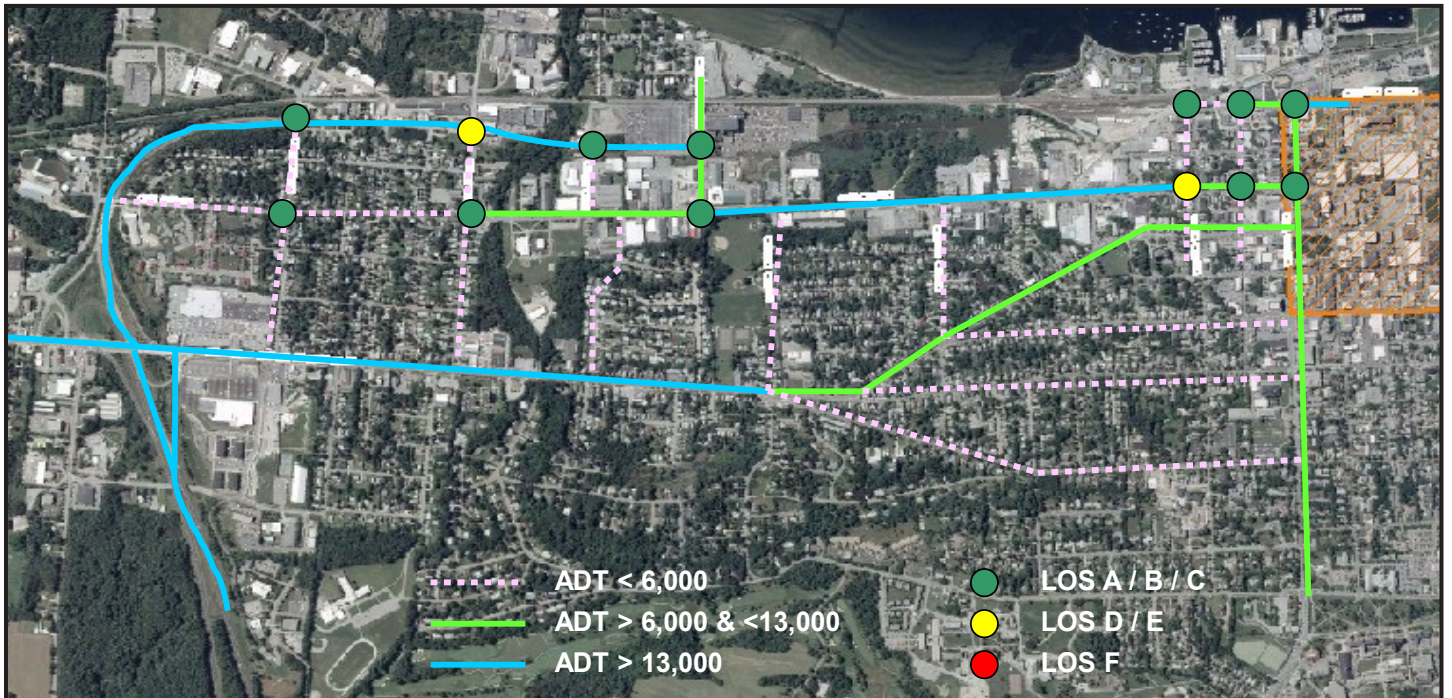 ADT < 6,000
ADT > 6,000 & <13,000
ADT > 13,000
LOS A / B / C
LOS D / E
LOS F